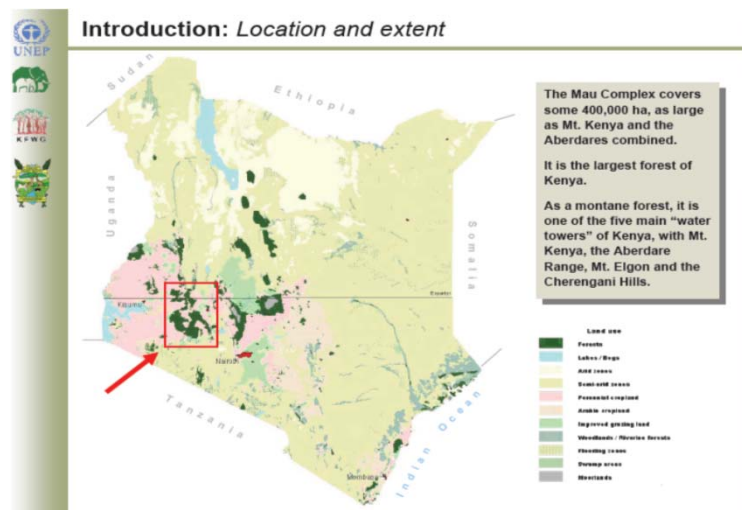 Introduction: Location and extent
UNEP
KFWG
Sudan
Ethiopia
Uganda
Somalia
Kisumu
Equator
Nairobi
Tanzania
Mombasa
Indian Ocean
The Mau Complex covers
some 400,000 ha, as large
as Mt. Kenya and the
Aberdares combined.
It is the largest forest of
Kenya.
As a montane forest, it is
one of the five main “water
towers” of Kenya, with Mt.
Kenya, the Aberdare
Range, Mt. Elgon and the
Cherengani Hills.
Land use
Forests
Lakes / Bogs
Arid zones
Semi-arid zones
Perennial cropland
Arable cropland
Improved grazing land
Woodlands / Riverine forests
Flooding zones
Swamp areas
Moorlands